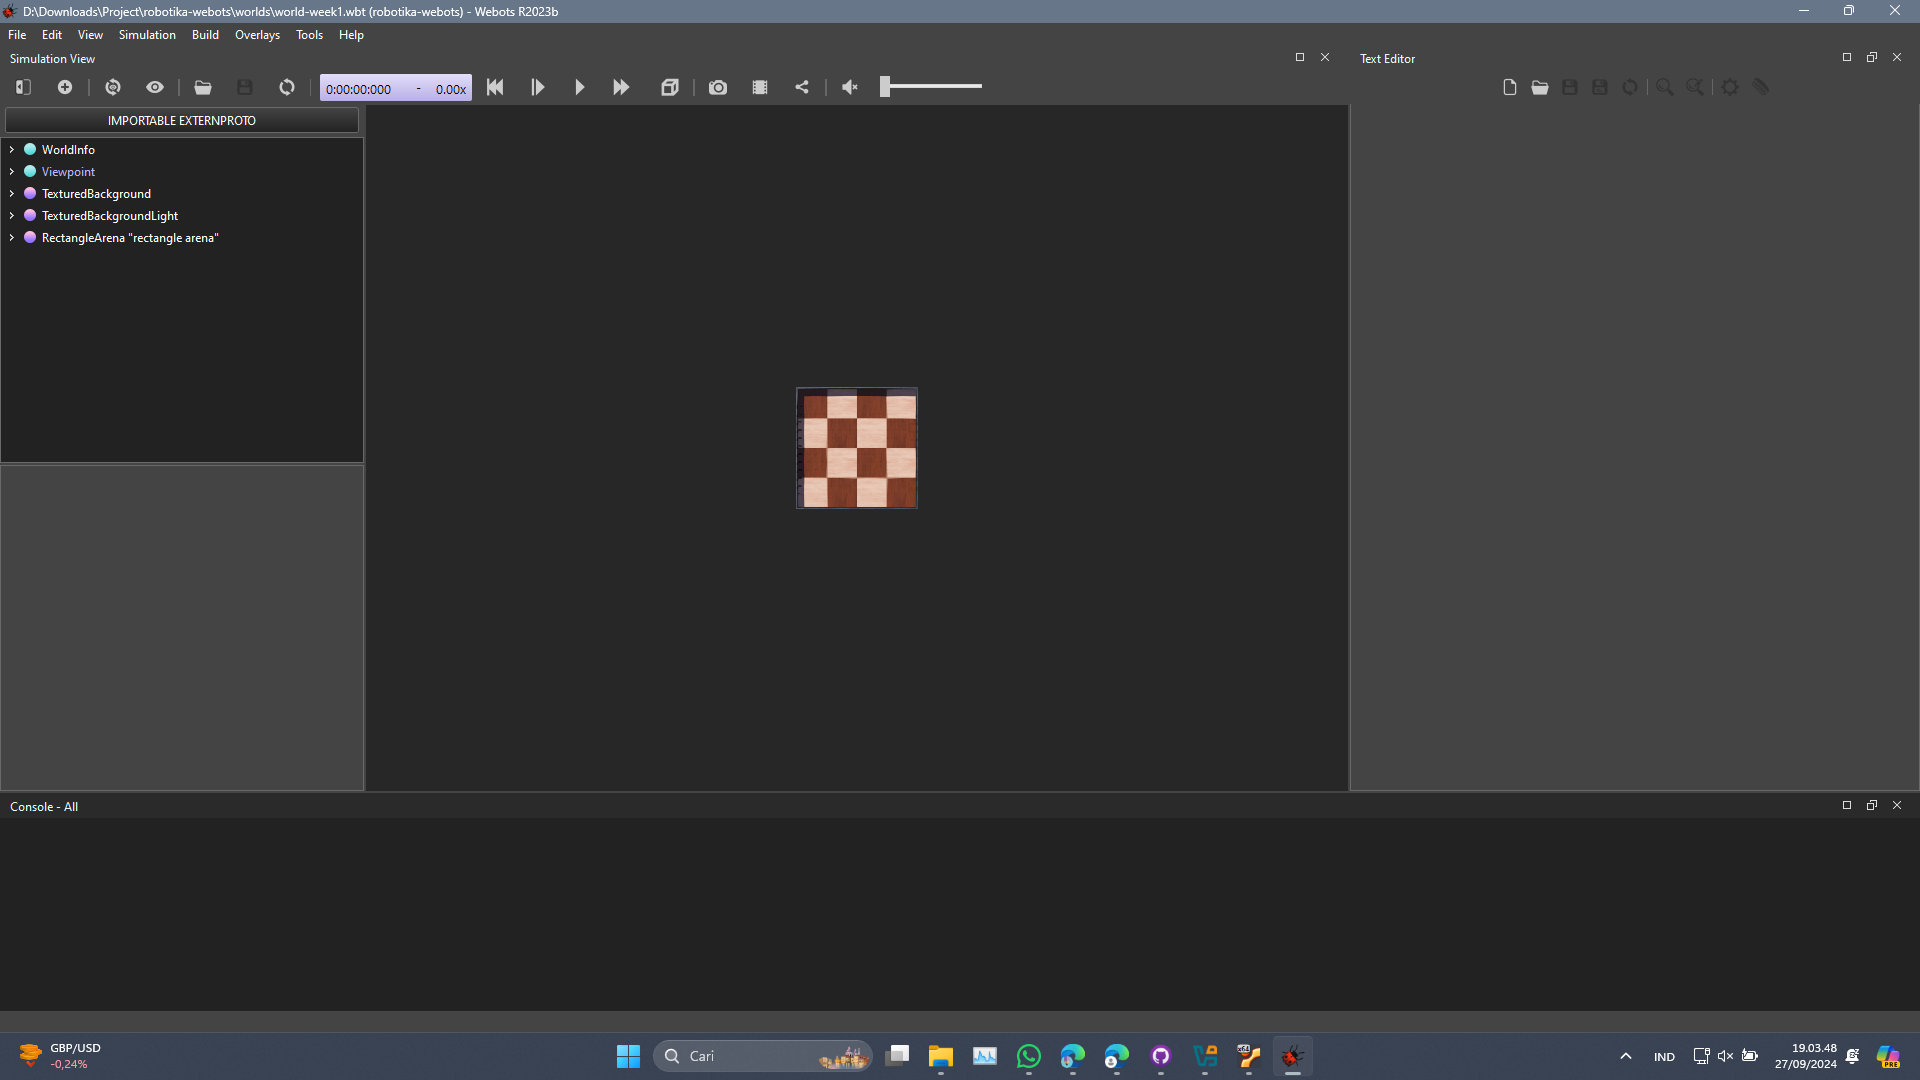 D:\Downloads\Project\robotika-webots\worlds\world-week1.wbt (robotika-webots) - Webots R2023b
File Edit View Simulation Build Overlays Tools Help
Simulation View
Text Editor
0:00:00:000 - 0.00x
IMPORTABLE EXTERNPROTO
WorldInfo
Viewpoint
TexturedBackground
TexturedBackgroundLight
RectangleArena "rectangle arena"
Console - All
GBP/USD
-0,24%
Cari
IND
19.03.48
27/09/2024
PRE